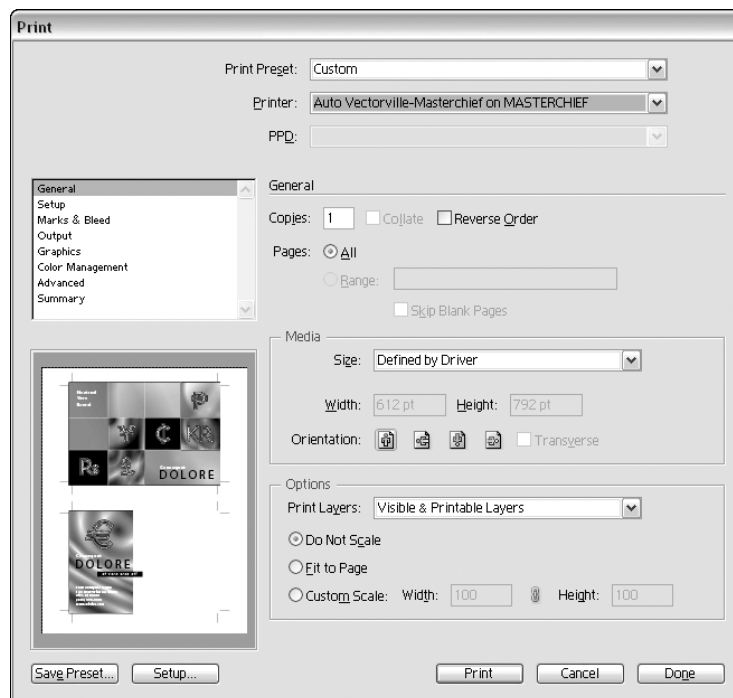 Print
Print Preset: Custom
Printer: Auto Vectorville-Masterchief on MASTERCHIEF
PPD:
General
Setup
Marks & Bleed
Output
Graphics
Color Management
Advanced
Summary
General
Copies: 1 Collate Reverse Order
Pages: All
Range:
Skip Blank Pages
Media
Size: Defined by Driver
Width: 612 pt Height: 792 pt
Orientation: Transverse
Options
Print Layers: Visible & Printable Layers
Do Not Scale
Fit to Page
Custom Scale: Width: 100 Height: 100
DOLORE
DOLORE
Save Preset... Setup...
Print Cancel Done